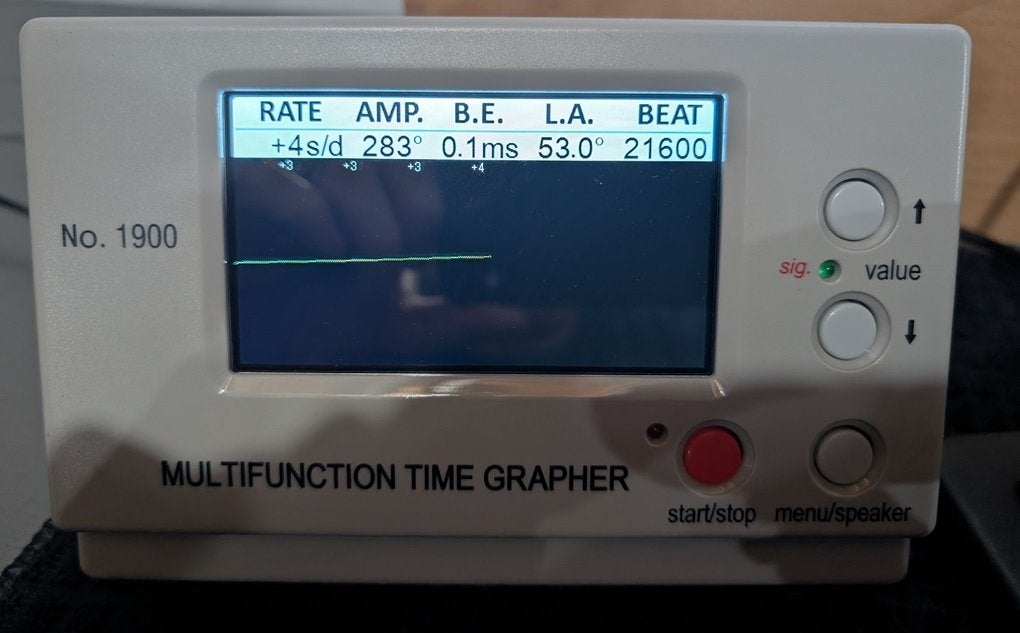 RATE AMP. B.E. L.A. BEAT
+4s/d 283° 0.1ms 53.0° 21600
+3 +3 +3 +4
No. 1900
↑
sig. value
↓
MULTIFUNCTION TIME GRAPHER
start/stop menu/speaker